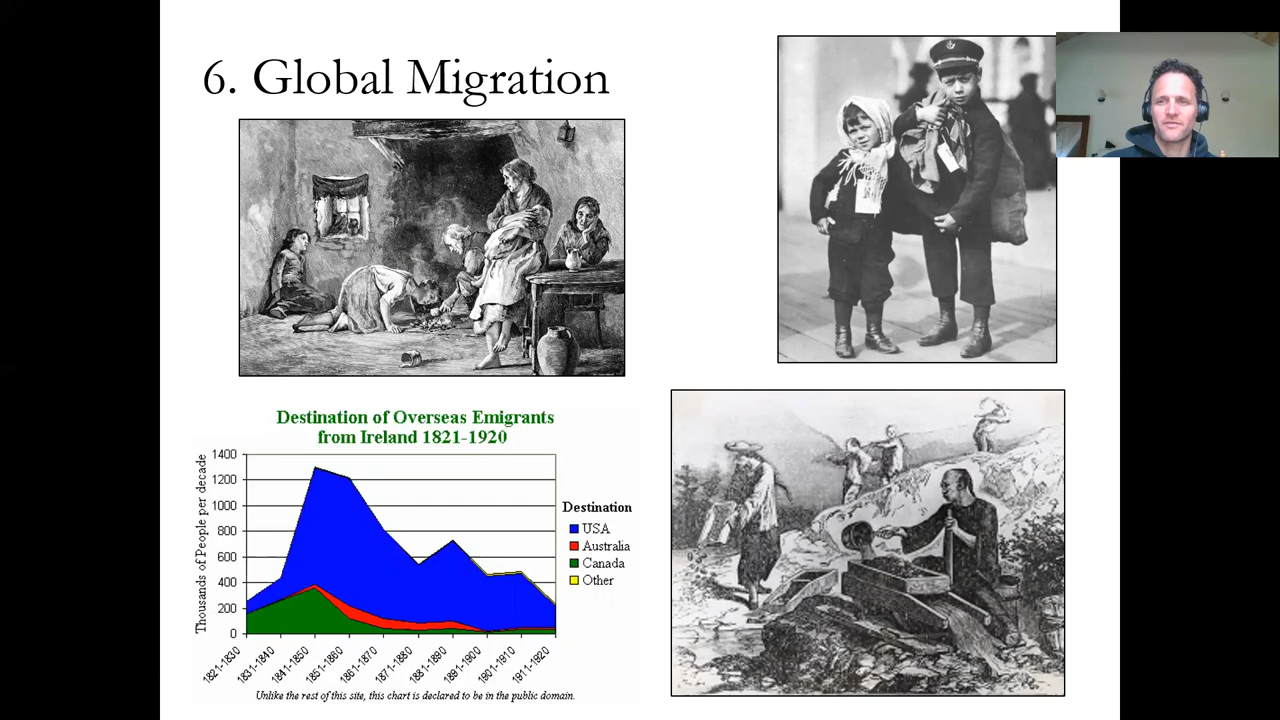 6. Global Migration
Destination of Overseas Emigrants
from Ireland 1821-1920
Thousands of People per decade
1400
1200
1000
800
600
400
200
0
1821-1830
1831-1840
1841-1850
1851-1860
1861-1870
1871-1880
1881-1890
1891-1900
1901-1910
1911-1920
Destination
USA
Australia
Canada
Other
Unlike the rest of this site, this chart is declared to be in the public domain.